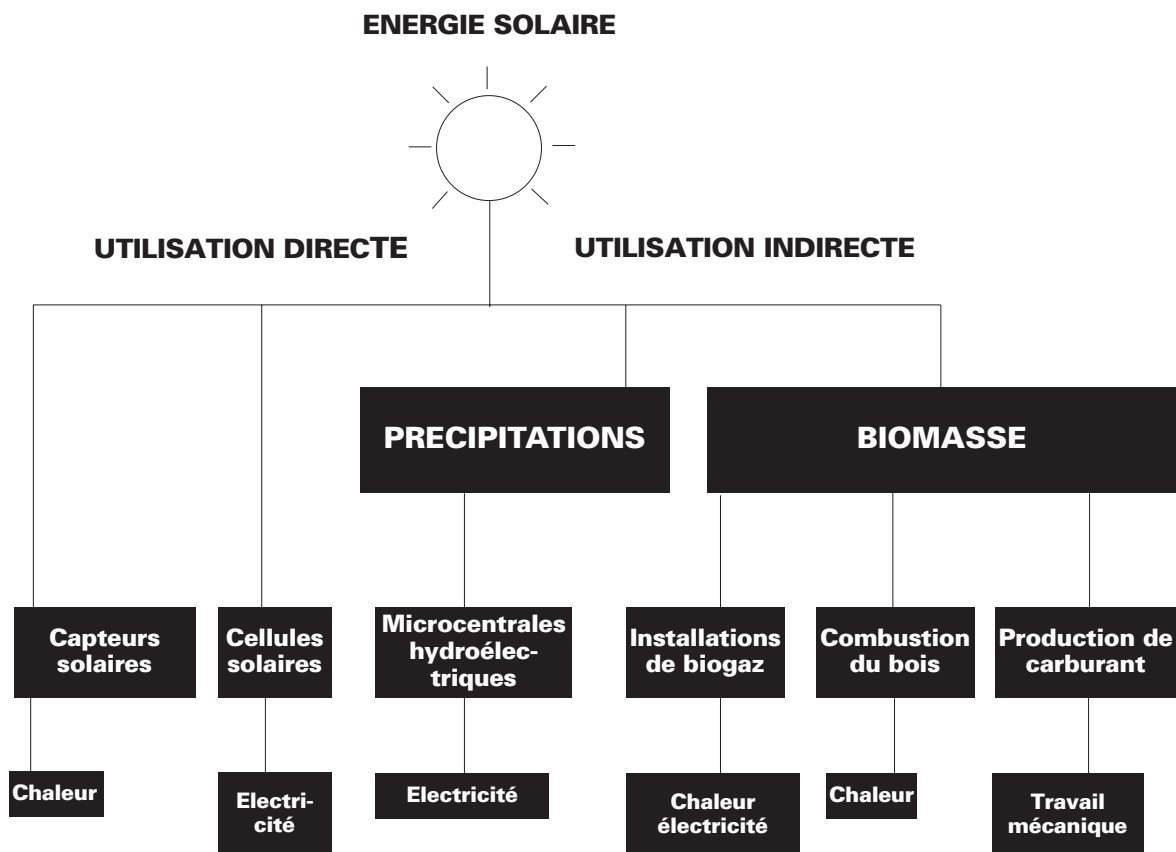 ENERGIE SOLAIRE
UTILISATION DIRECTE
UTILISATION INDIRECTE
PRECIPITATIONS
BIOMASSE
Capteurs
solaires
Cellules
solaires
Microcentrales
hydroélec-
triques
Installations
de biogaz
Combustion
du bois
Production de
carburant
Chaleur
Electri-
cité
Electricité
Chaleur
électricité
Chaleur
Travail
mécanique